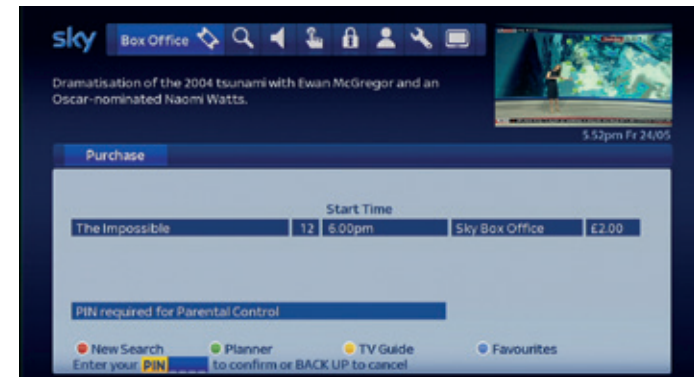 sky Box Office
Dramatisation of the 2004 tsunami with Ewan McGregor and an
Oscar-nominated Naomi Watts.
5.52pm Fr 24/05
Purchase
Start Time
The Impossible 12 6.00pm Sky Box Office £2.00
PIN required for Parental Control
New Search Planner TV Guide Favourites
Enter your PIN to confirm or BACK UP to cancel